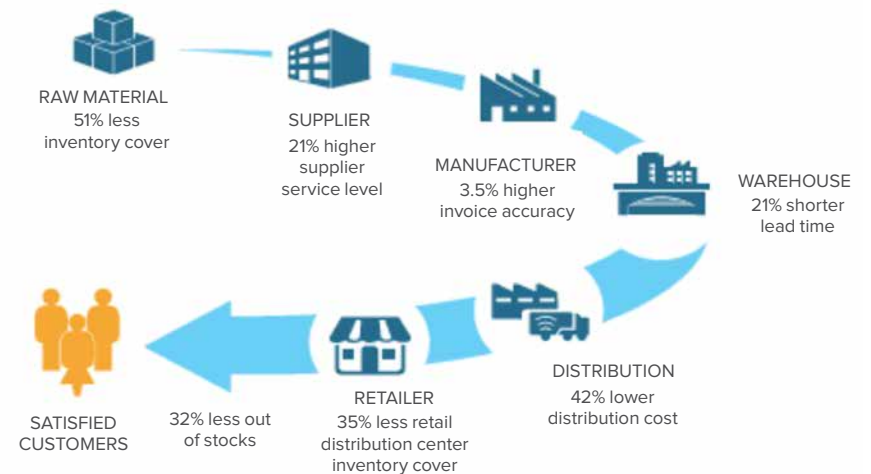 RAW MATERIAL
51% less
inventory cover
SUPPLIER
21% higher
supplier
service level
MANUFACTURER
3.5% higher
invoice accuracy
WAREHOUSE
21% shorter
lead time
DISTRIBUTION
42% lower
distribution cost
RETAILER
35% less retail
distribution center
inventory cover
32% less out
of stocks
SATISFIED
CUSTOMERS